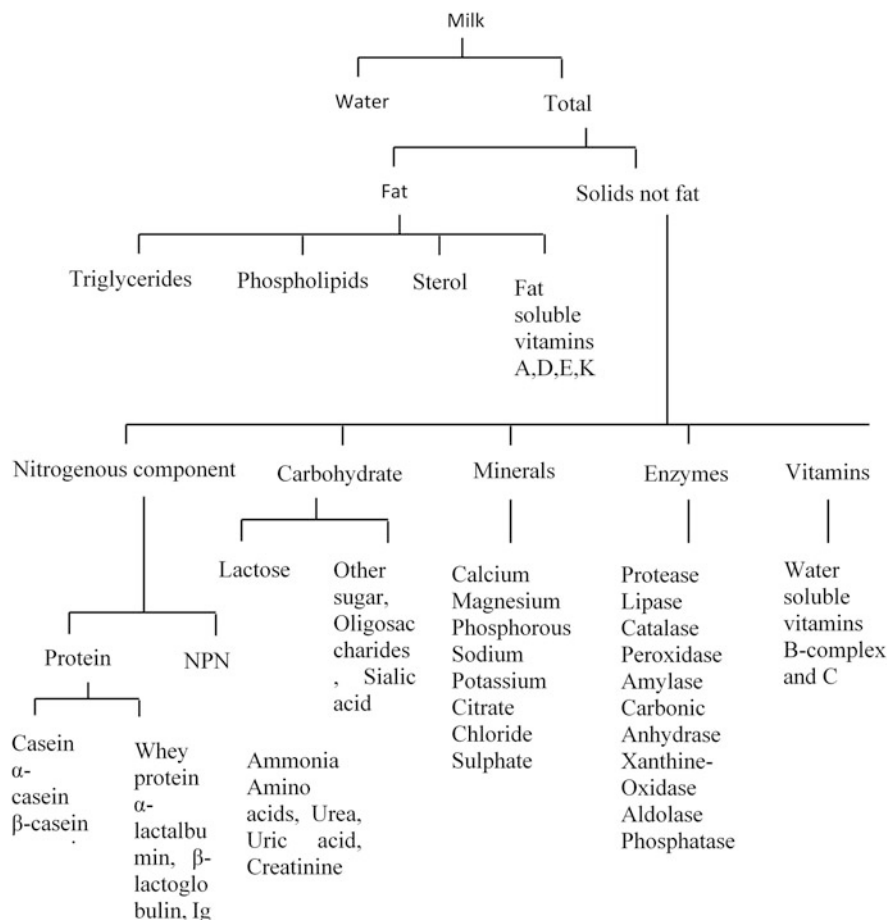 Milk
Water
Total
Fat
Solids not fat
Triglycerides
Phospholipids
Sterol
Fat
soluble
vitamins
A,D,E,K
Nitrogenous component
Carbohydrate
Minerals
Enzymes
Vitamins
Lactose
Other
sugar,
Oligosac
charides
, Sialic
acid
Calcium
Magnesium
Phosphorous
Sodium
Potassium
Citrate
Chloride
Sulphate
Protease
Lipase
Catalase
Peroxidase
Amylase
Carbonic
Anhydrase
Xanthine-
Oxidase
Aldolase
Phosphatase
Water
soluble
vitamins
B-complex
and C
Protein
NPN
Casein
α-
casein
β-casein
Whey
protein
α-
lactalbu
min, β-
lactoglo
bulin, Ig
Ammonia
Amino
acids, Urea,
Uric acid,
Creatinine